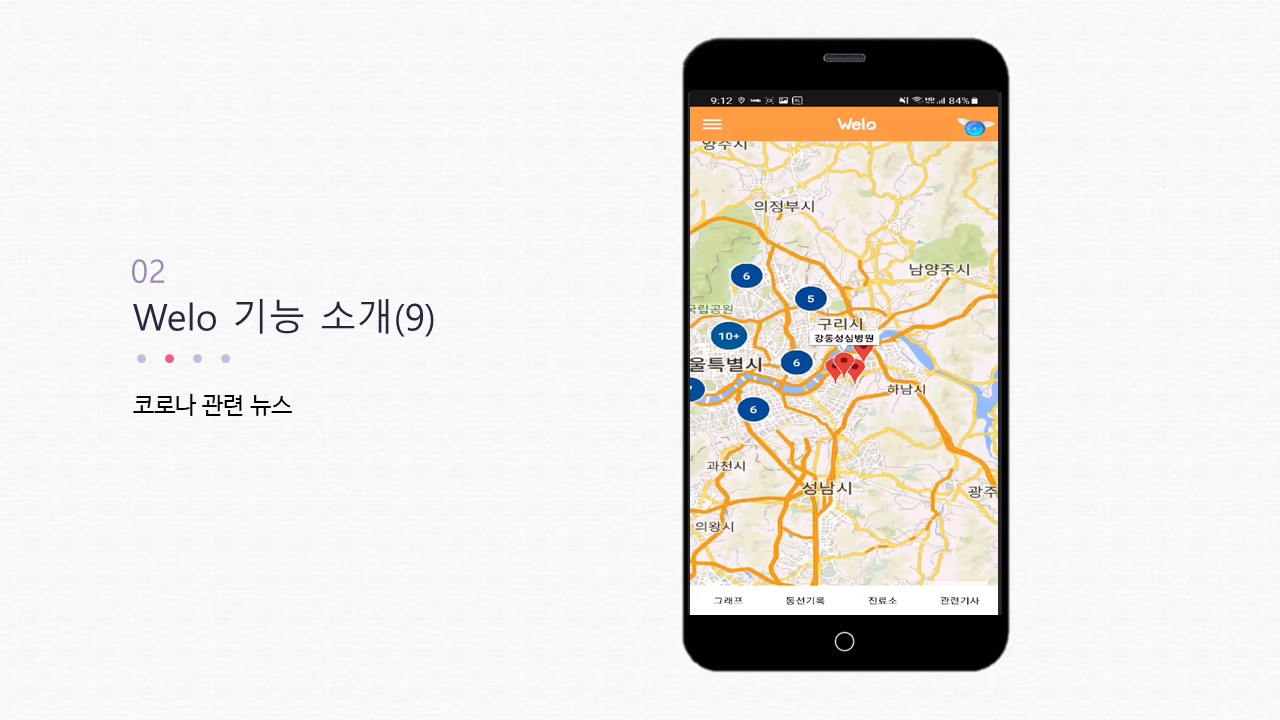 02
Welo 기능 소개(9)
코로나 관련 뉴스
9:12
84%
Welo
양주시
의정부시
남양주시
6
5
국립공원
구리시
10+
강동성심병원
울특별시
6
하남시
6
과천시
성남시
광주
의왕시
그래프 동선기록 진료소 관련기사